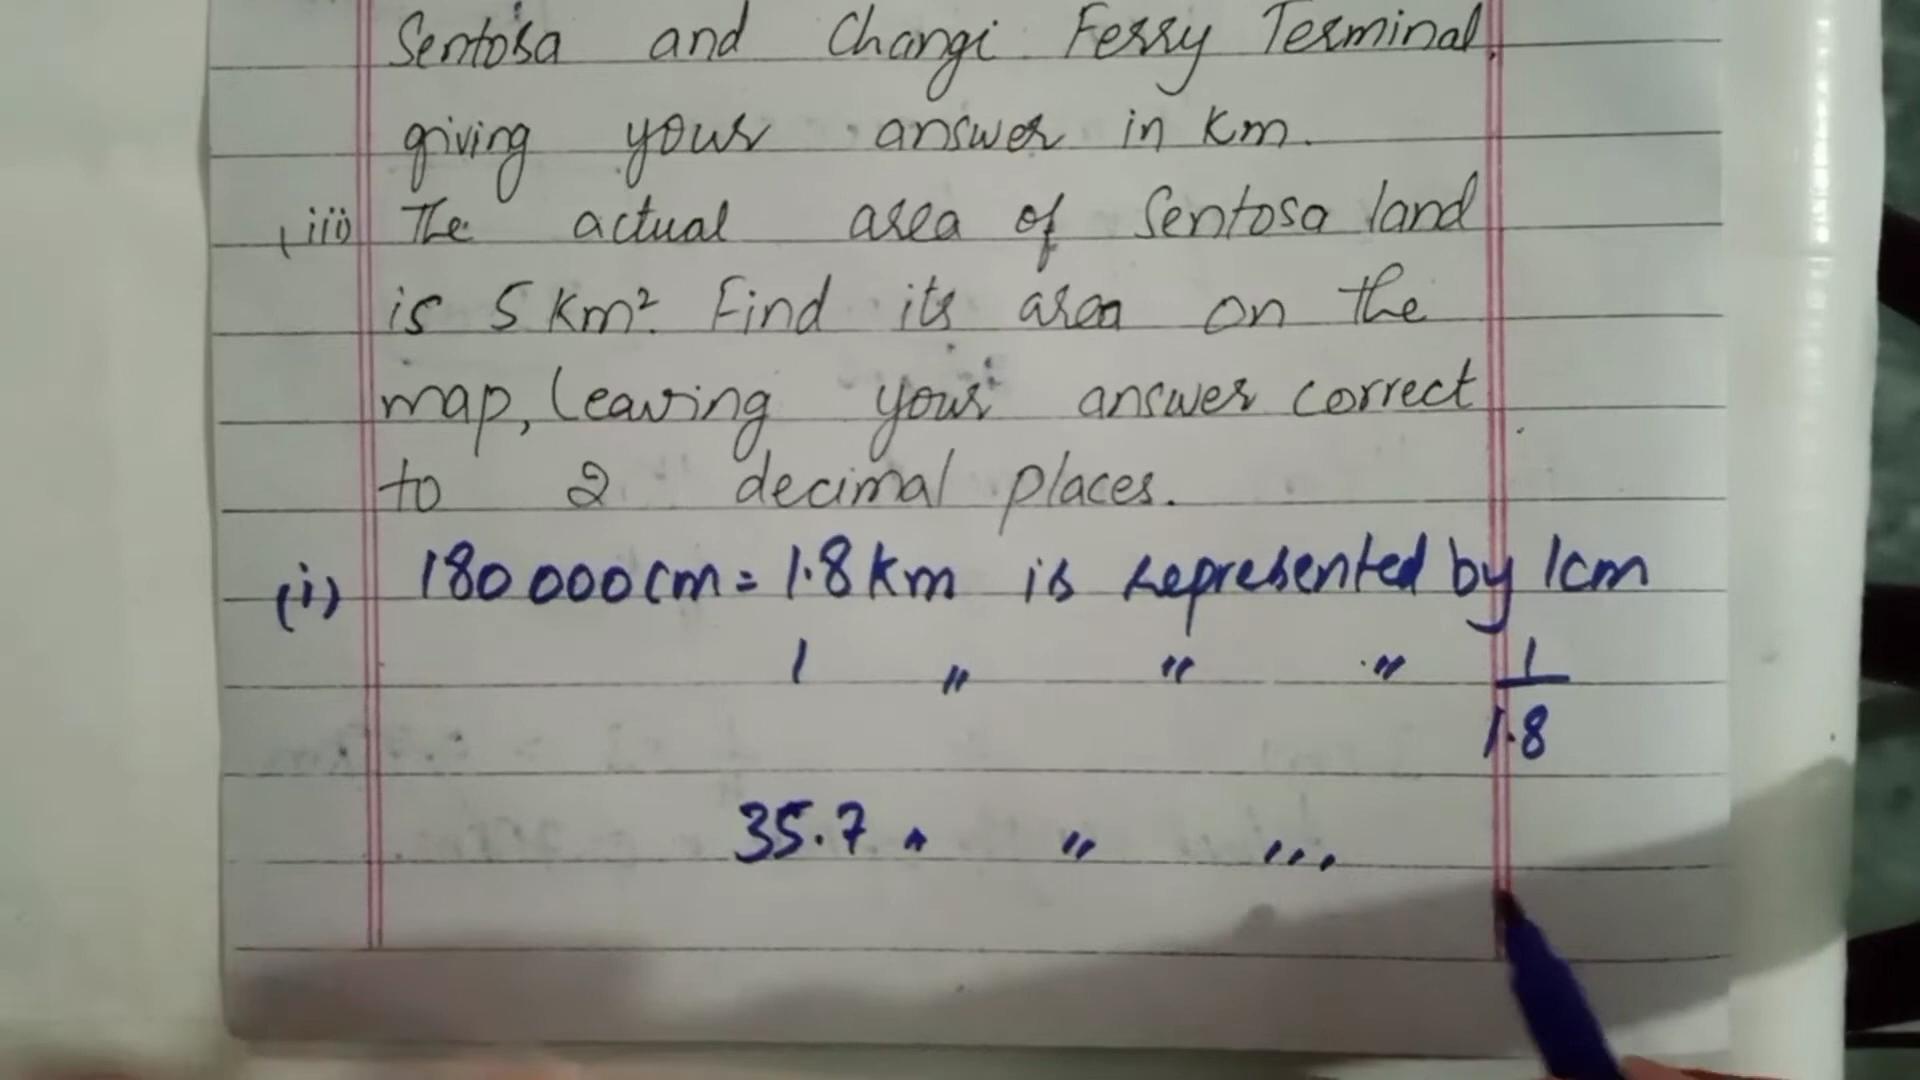 Sentosa and Changi Ferry Terminal,
giving your answer in Km.
(iii) The actual area of Sentosa land
is 5 Km². Find its area on the
map, leaving your answer correct
to 2 decimal places.
(i) 180 000 cm = 1.8 km is represented by 1cm
1 " " " 1/1.8
35.7 " " "